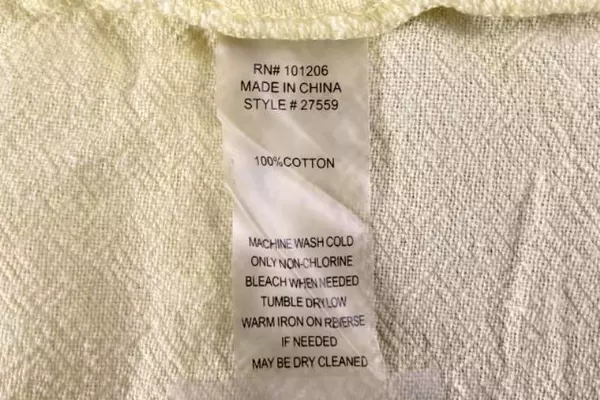 RN# 101206
MADE IN CHINA
STYLE # 27559
100%COTTON
MACHINE WASH COLD
ONLY NON-CHLORINE
BLEACH WHEN NEEDED
TUMBLE DRY LOW
WARM IRON ON REVERSE
IF NEEDED
MAY BE DRY CLEANED